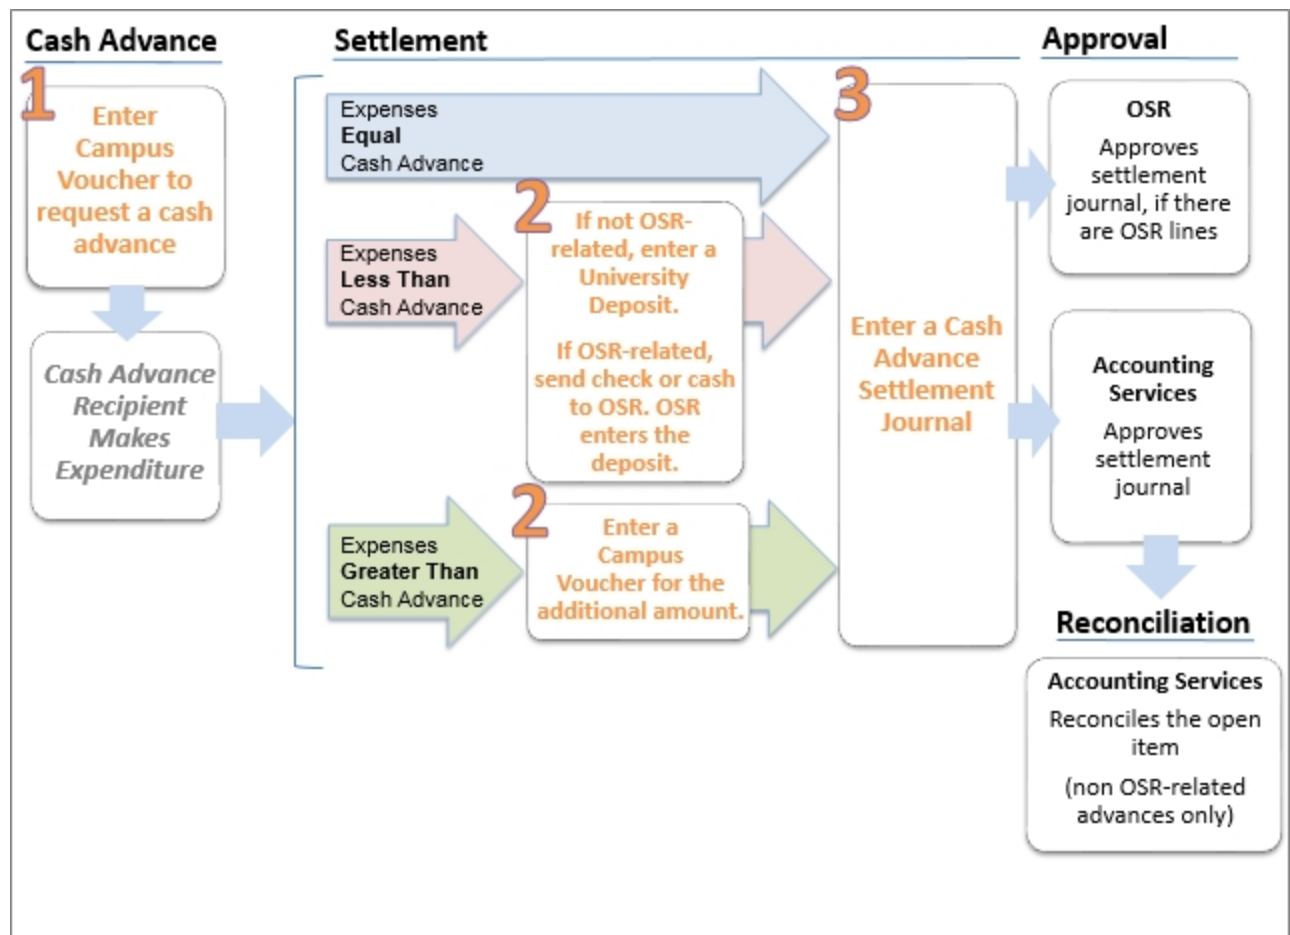 Cash Advance
1
Enter
Campus
Voucher to
request a cash
advance
Cash Advance
Recipient
Makes
Expenditure
Settlement
Expenses
Equal
Cash Advance
Expenses
Less Than
Cash Advance
2
If not OSR-
related, enter a
University
Deposit.
If OSR-related,
send check or cash
to OSR. OSR
enters the
deposit.
Expenses
Greater Than
Cash Advance
2
Enter a
Campus
Voucher for the
additional amount.
3
Enter a Cash
Advance
Settlement
Journal
Approval
OSR
Approves
settlement
journal, if there
are OSR lines
Accounting
Services
Approves
settlement
journal
Reconciliation
Accounting Services
Reconciles the open
item
(non OSR-related
advances only)